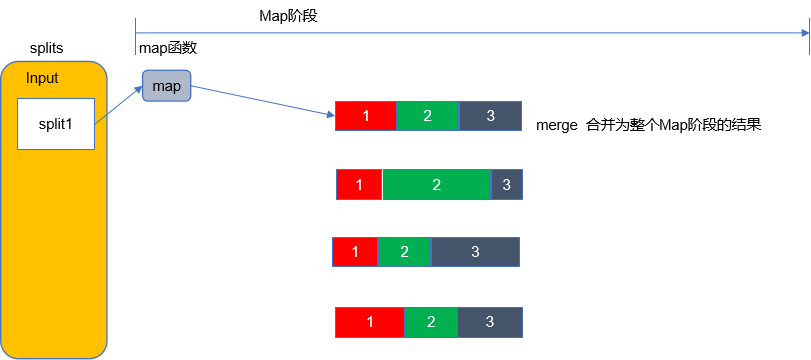 Map阶段
splits
map函数
Input
map
split1
1 2 3
merge 合并为整个Map阶段的结果
1 2 3
1 2 3
1 2 3